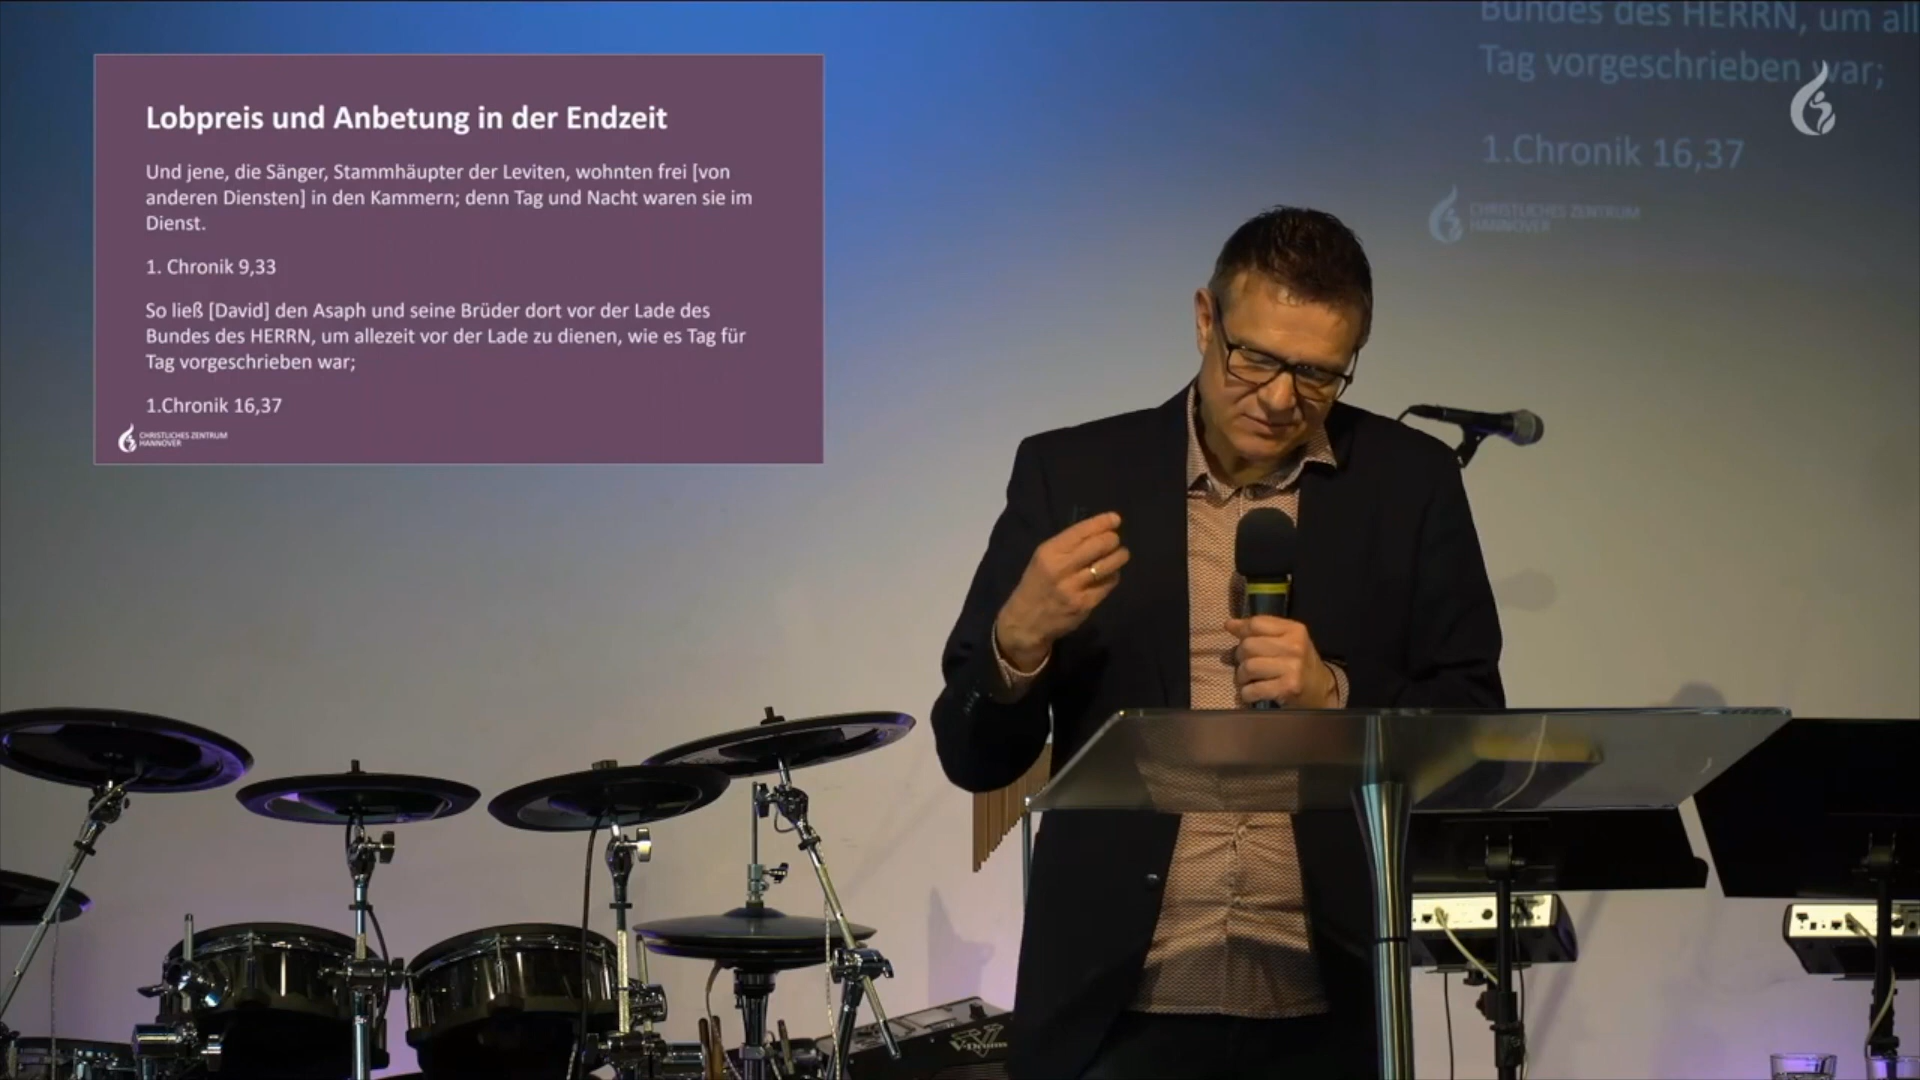 Lobpreis und Anbetung in der Endzeit
Und jene, die Sänger, Stammhäupter der Leviten, wohnten frei [von
anderen Diensten] in den Kammern; denn Tag und Nacht waren sie im
Dienst.
1. Chronik 9,33
So ließ [David] den Asaph und seine Brüder dort vor der Lade des
Bundes des HERRN, um allezeit vor der Lade zu dienen, wie es Tag für
Tag vorgeschrieben war;
1.Chronik 16,37
CHRISTLICHES ZENTRUM
HANNOVER
Bundes des HERRN, um all
Tag vorgeschrieben war;
1.Chronik 16,37
CHRISTLICHES ZENTRUM
HANNOVER
V-Drums